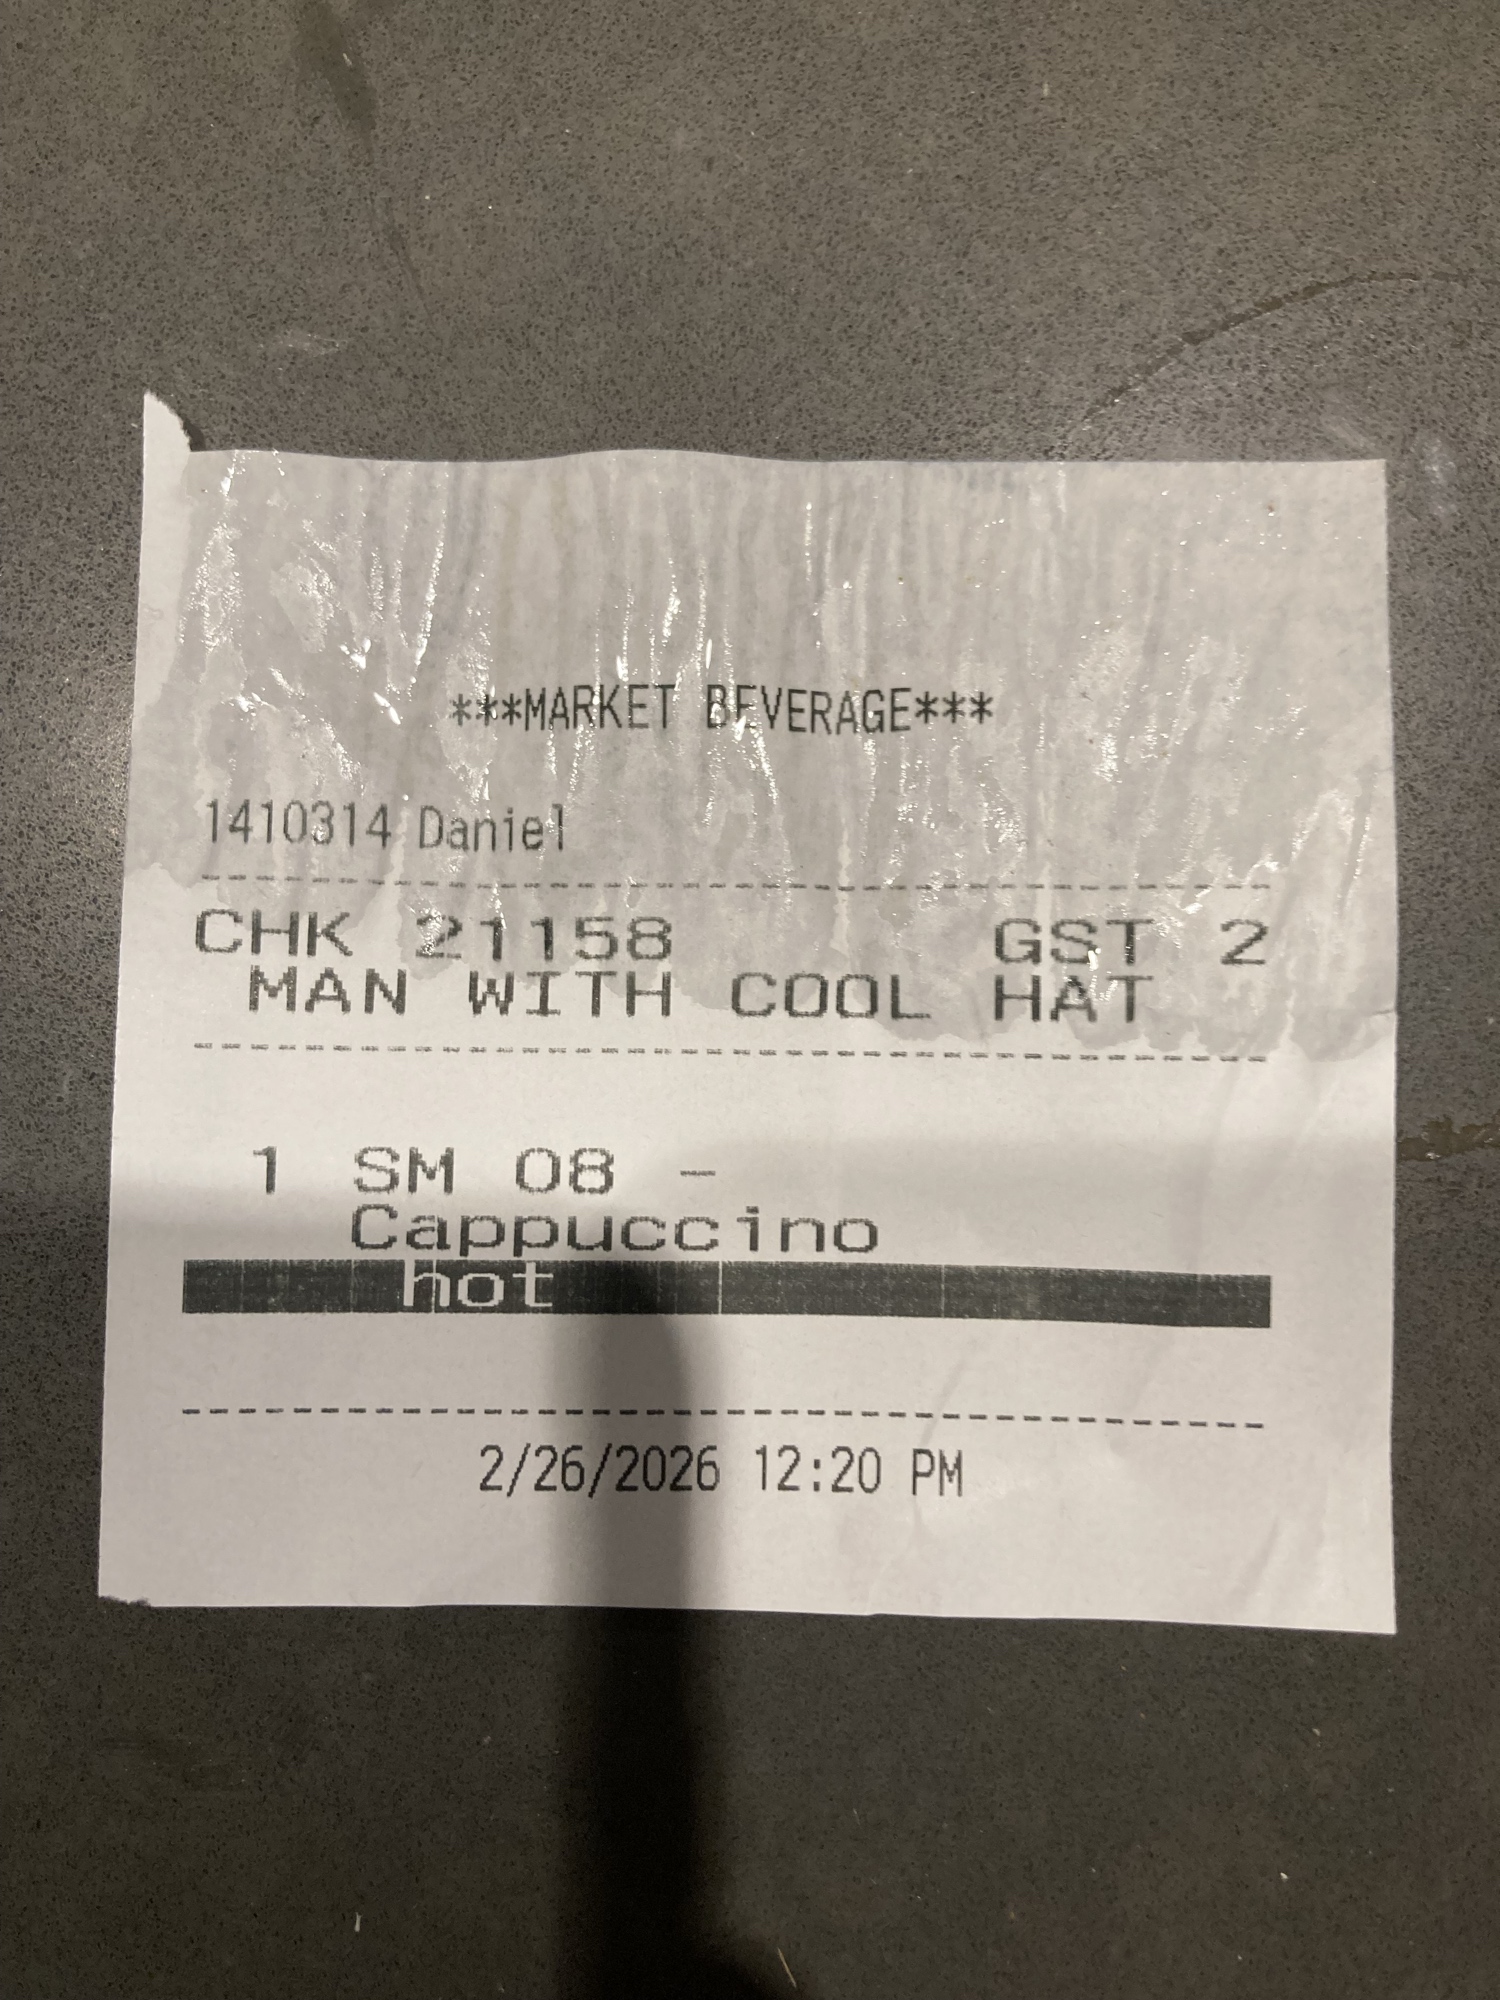 ***MARKET BEVERAGE***
1410314 Daniel
CHK 21158 GST 2
MAN WITH COOL HAT
1 SM 08 -
Cappuccino
hot
2/26/2026 12:20 PM